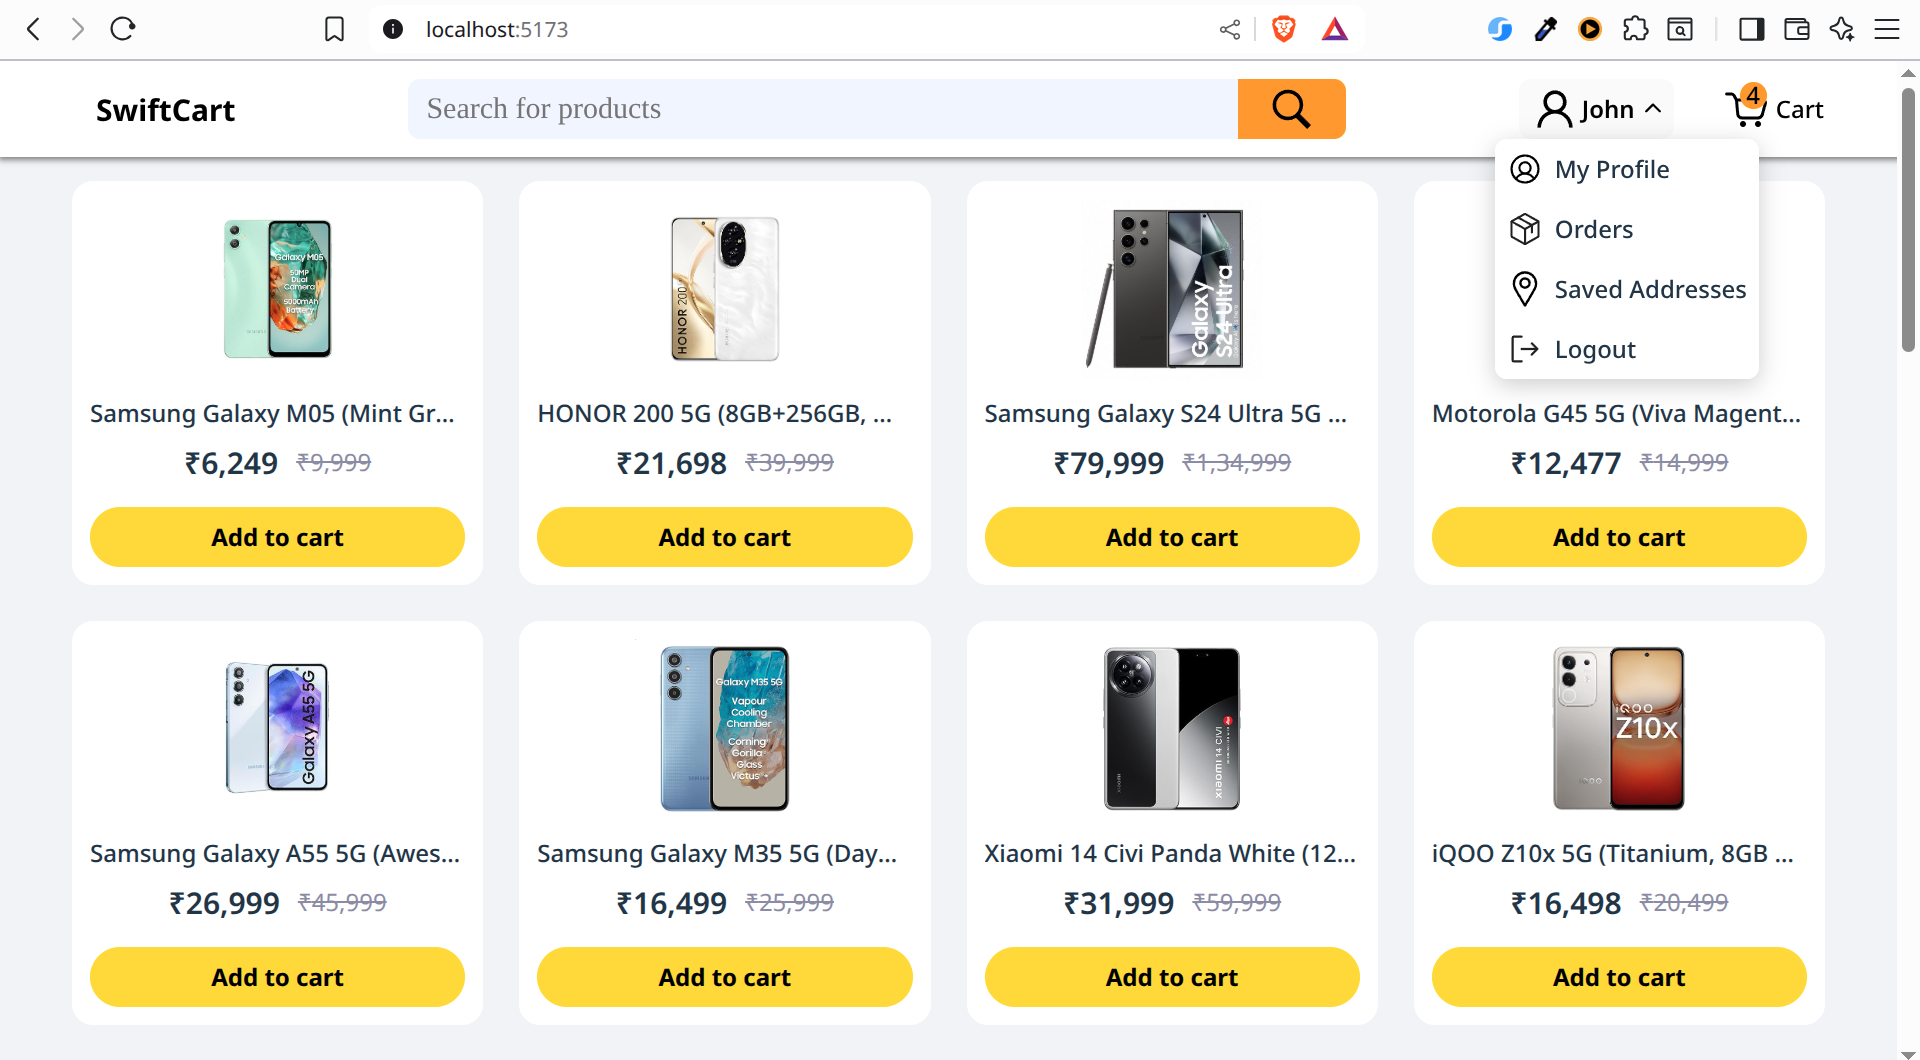 localhost:5173
SwiftCart
Search for products
John
4
Cart
My Profile
Orders
Saved Addresses
Logout
Galaxy M05
50MP
Dual
Camera
5000mAh
Battery
HONOR 200
Galaxy
S24 Ultra
Samsung Galaxy M05 (Mint Gr...
HONOR 200 5G (8GB+256GB, ...
Samsung Galaxy S24 Ultra 5G ...
Motorola G45 5G (Viva Magent...
₹6,249 ₹9,999
₹21,698 ₹39,999
₹79,999 ₹1,34,999
₹12,477 ₹14,999
Add to cart
Add to cart
Add to cart
Add to cart
Galaxy A55 5G
Galaxy M35 5G
Vapour
Cooling
Chamber
Corning
Gorilla
Glass
Victus+
xiaomi 14 CIVI
iQOO
Z10x
Samsung Galaxy A55 5G (Awes...
Samsung Galaxy M35 5G (Day...
Xiaomi 14 Civi Panda White (12...
iQOO Z10x 5G (Titanium, 8GB ...
₹26,999 ₹45,999
₹16,499 ₹25,999
₹31,999 ₹59,999
₹16,498 ₹20,499
Add to cart
Add to cart
Add to cart
Add to cart